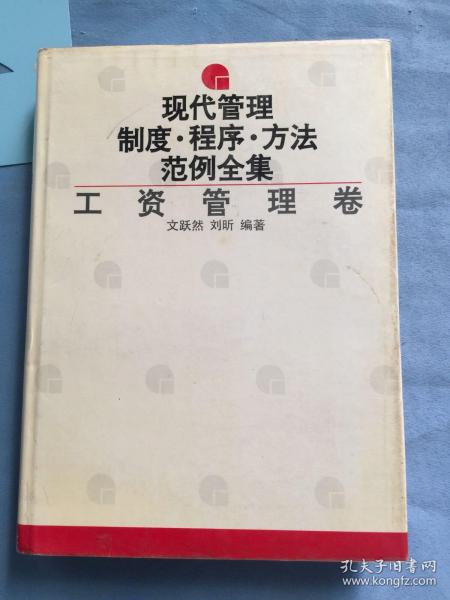 现代管理
制度·程序·方法
范例全集
工资管理卷
文跃然 刘昕 编著
孔夫子旧书网
www.kongfz.com